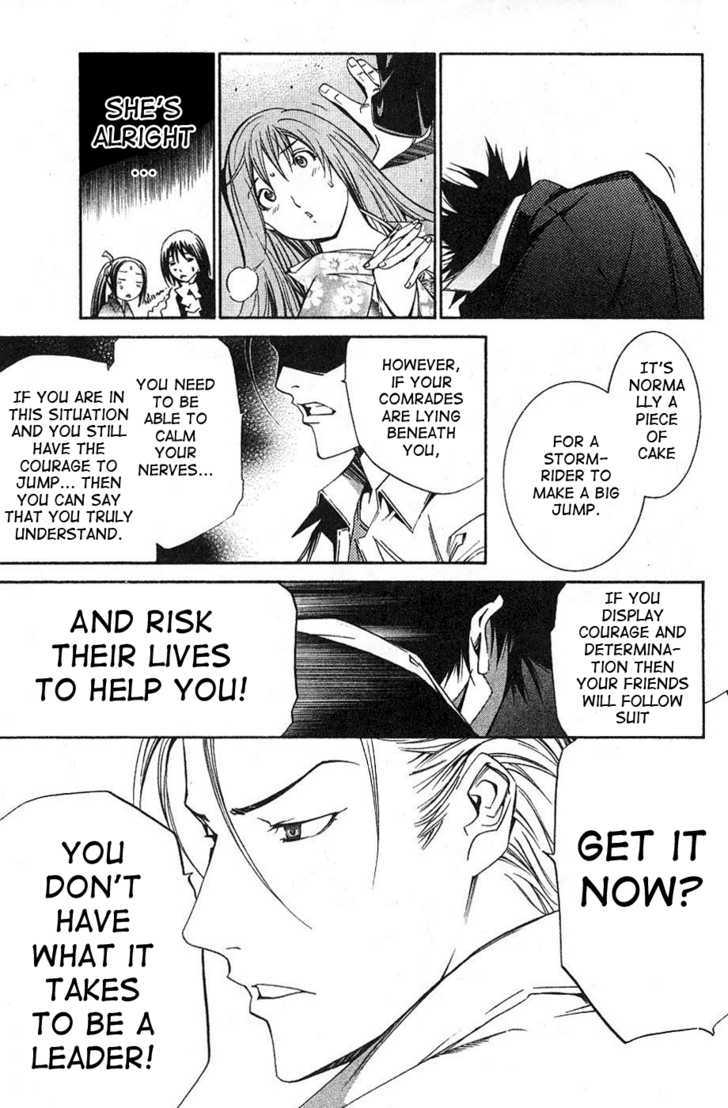 SHE'S
ALRIGHT
...
IT'S
NORMA-
LLY A
PIECE
OF
CAKE
FOR A
STORM-
RIDER TO
MAKE A BIG
JUMP.
HOWEVER,
IF YOUR
COMRADES
ARE LYING
BENEATH
YOU,
YOU NEED
TO BE
ABLE TO
CALM
YOUR
NERVES...
IF YOU ARE IN
THIS SITUATION
AND YOU STILL
HAVE THE
COURAGE TO
JUMP... THEN
YOU CAN SAY
THAT YOU TRULY
UNDERSTAND.
IF YOU
DISPLAY
COURAGE AND
DETERMINA-
TION THEN
YOUR FRIENDS
WILL FOLLOW
SUIT
AND RISK
THEIR LIVES
TO HELP YOU!
GET IT
NOW?
YOU
DON'T
HAVE
WHAT IT
TAKES
TO BE A
LEADER!